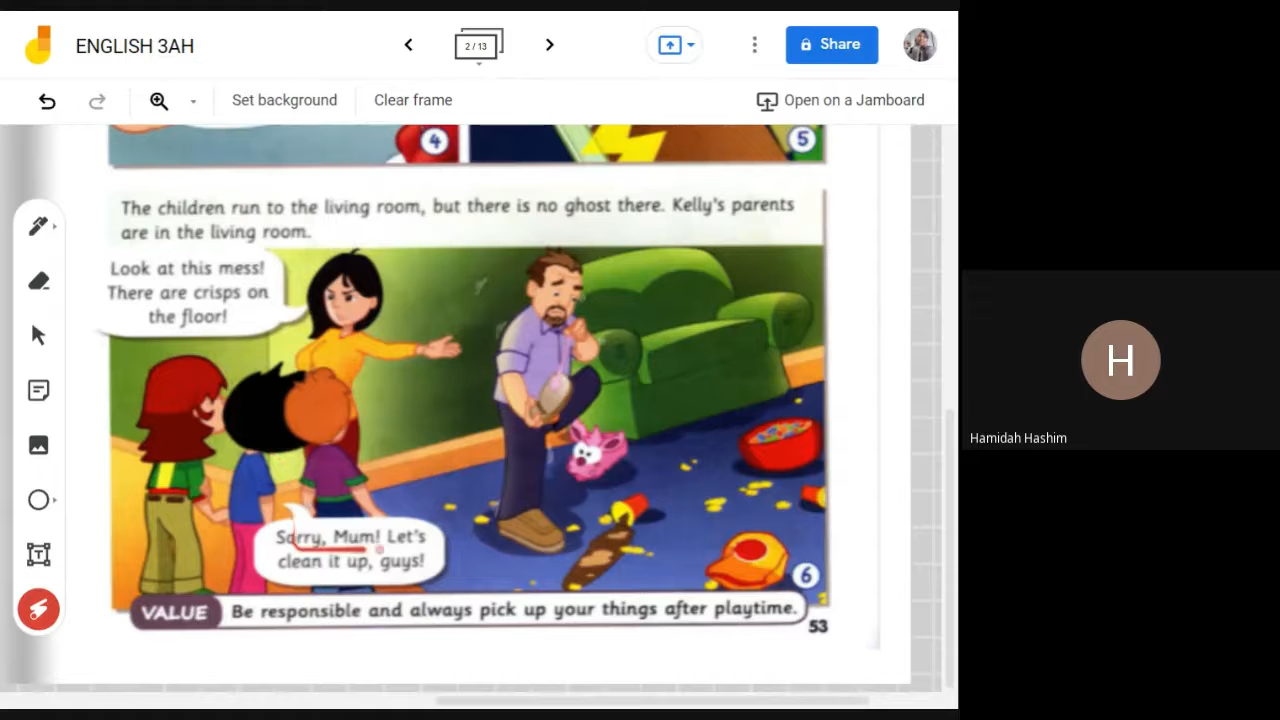 ENGLISH 3AH
2 / 13
Share
Set background
Clear frame
Open on a Jamboard
4
5
The children run to the living room, but there is no ghost there. Kelly's parents
are in the living room.
Look at this mess!
There are crisps on
the floor!
Sorry, Mum! Let's
clean it up, guys!
6
VALUE Be responsible and always pick up your things after playtime.
53
H
Hamidah Hashim